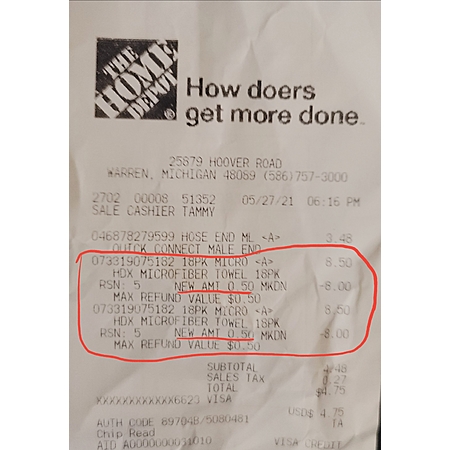 THE
HOME
DEPOT
How doers
get more done.
25879 HOOVER ROAD
WARREN, MICHIGAN 48089 (586)757-3000
2702 00008 51352 05/27/21 06:16 PM
SALE CASHIER TAMMY
046878279599 HOSE END ML <A> 3.48
QUICK CONNECT MALE END
073319075182 18PK MICRO <A> 8.50
HDX MICROFIBER TOWEL 18PK
RSN: 5 NEW AMT 0.50 MKDN -8.00
MAX REFUND VALUE $0.50
073319075182 18PK MICRO <A> 8.50
HDX MICROFIBER TOWEL 18PK
RSN: 5 NEW AMT 0.50 MKDN -8.00
MAX REFUND VALUE $0.50
SUBTOTAL 4.48
SALES TAX 0.27
TOTAL $4.75
XXXXXXXXXXXX6623 VISA
USD$ 4.75
AUTH CODE 897048/5080481 TA
Chip Read
AID A0000000031010 VISA CREDIT